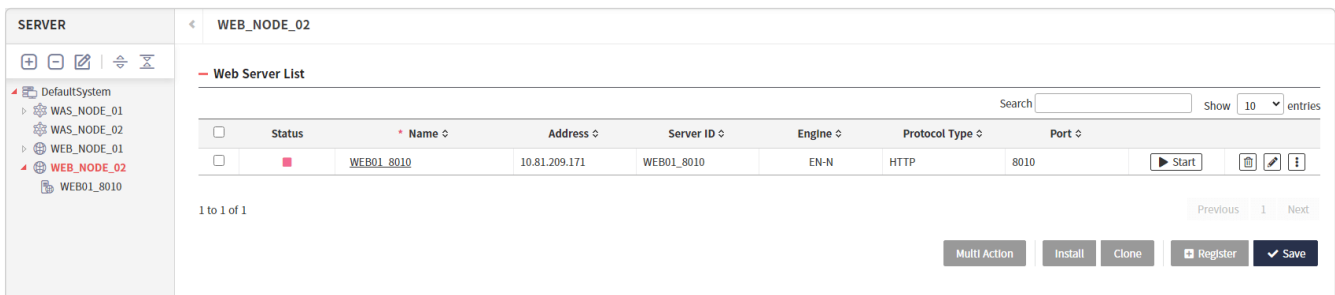 SERVER
WEB_NODE_02
DefaultSystem
WAS_NODE_01
WAS_NODE_02
WEB_NODE_01
WEB_NODE_02
WEB01_8010
Web Server List
Search Show 10 entries
Status * Name Address Server ID Engine Protocol Type Port
WEB01_8010 10.81.209.171 WEB01_8010 EN-N HTTP 8010 Start
1 to 1 of 1
Previous 1 Next
Multi Action Install Clone Register Save